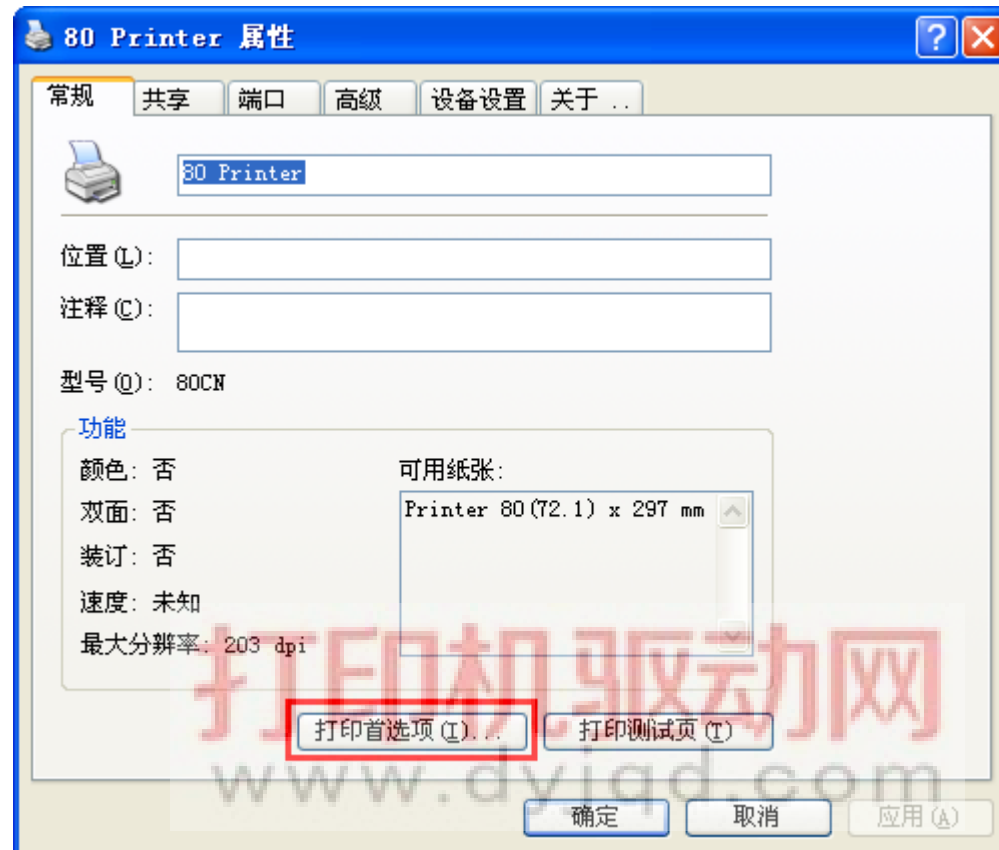 80 Printer 属性
常规 共享 端口 高级 设备设置 关于 ..
80 Printer
位置(L):
注释(C):
型号(O): 80CN
功能
颜色: 否
双面: 否
装订: 否
速度: 未知
最大分辨率: 203 dpi
可用纸张:
Printer 80(72.1) x 297 mm
打印首选项(I)... 打印测试页(T)
打印机驱动网
www.dyjqd.com
确定 取消 应用(A)